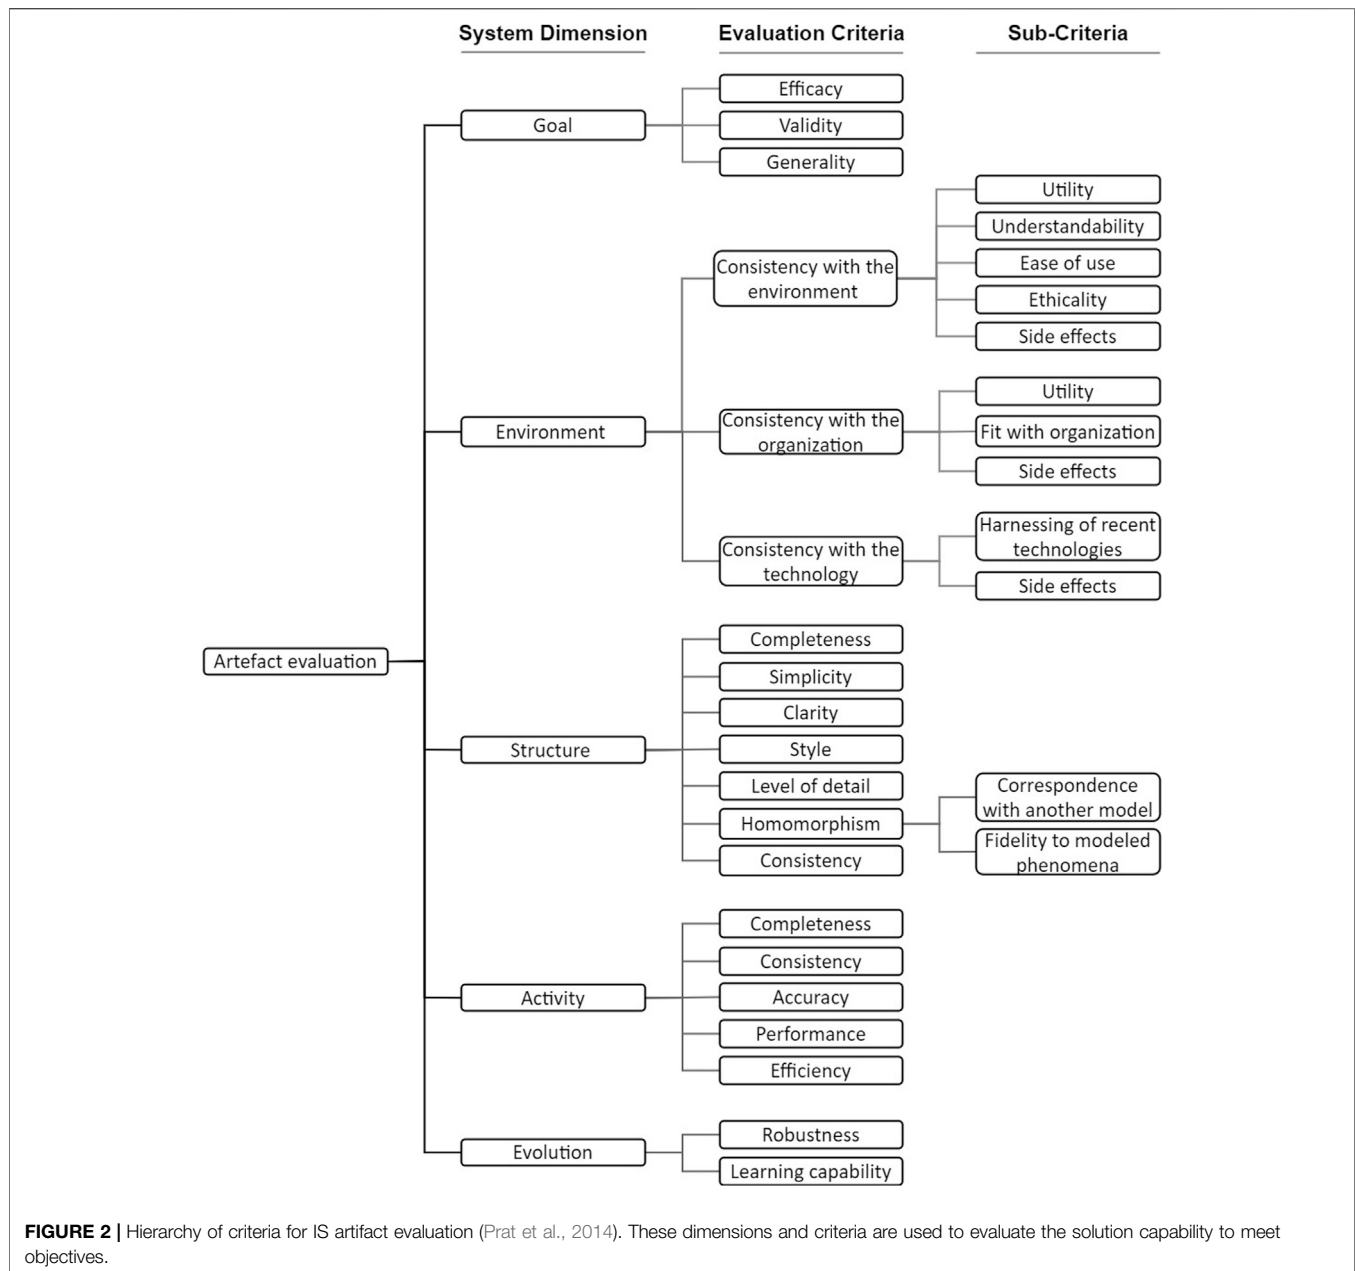 System Dimension
Evaluation Criteria
Sub-Criteria
Artefact evaluation
Goal
Efficacy
Validity
Generality
Environment
Consistency with the
environment
Utility
Understandability
Ease of use
Ethicality
Side effects
Consistency with the
organization
Utility
Fit with organization
Side effects
Consistency with the
technology
Harnessing of recent
technologies
Side effects
Structure
Completeness
Simplicity
Clarity
Style
Level of detail
Homomorphism
Correspondence
with another model
Fidelity to modeled
phenomena
Consistency
Activity
Completeness
Consistency
Accuracy
Performance
Efficiency
Evolution
Robustness
Learning capability
FIGURE 2 | Hierarchy of criteria for IS artifact evaluation (Prat et al., 2014). These dimensions and criteria are used to evaluate the solution capability to meet
objectives.